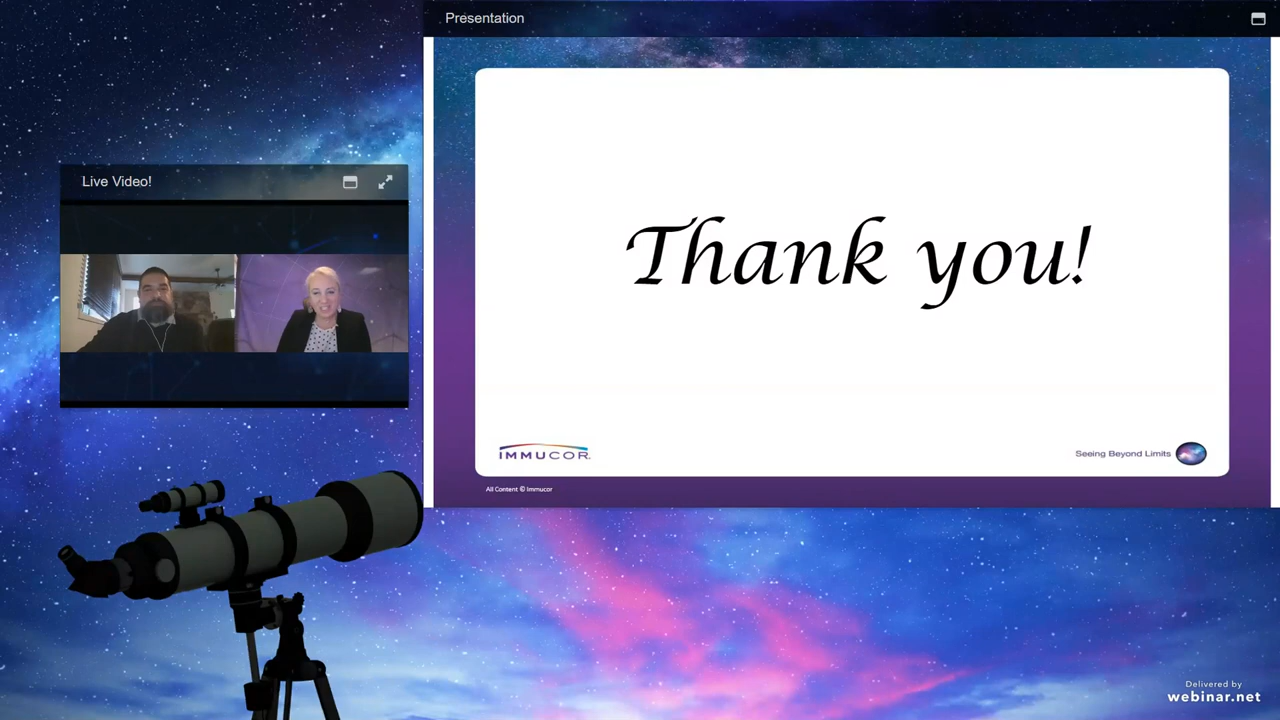 Presentation
Live Video!
Thank you!
IMMUCOR
Seeing Beyond Limits
All Content © Immucor
Delivered by
webinar.net